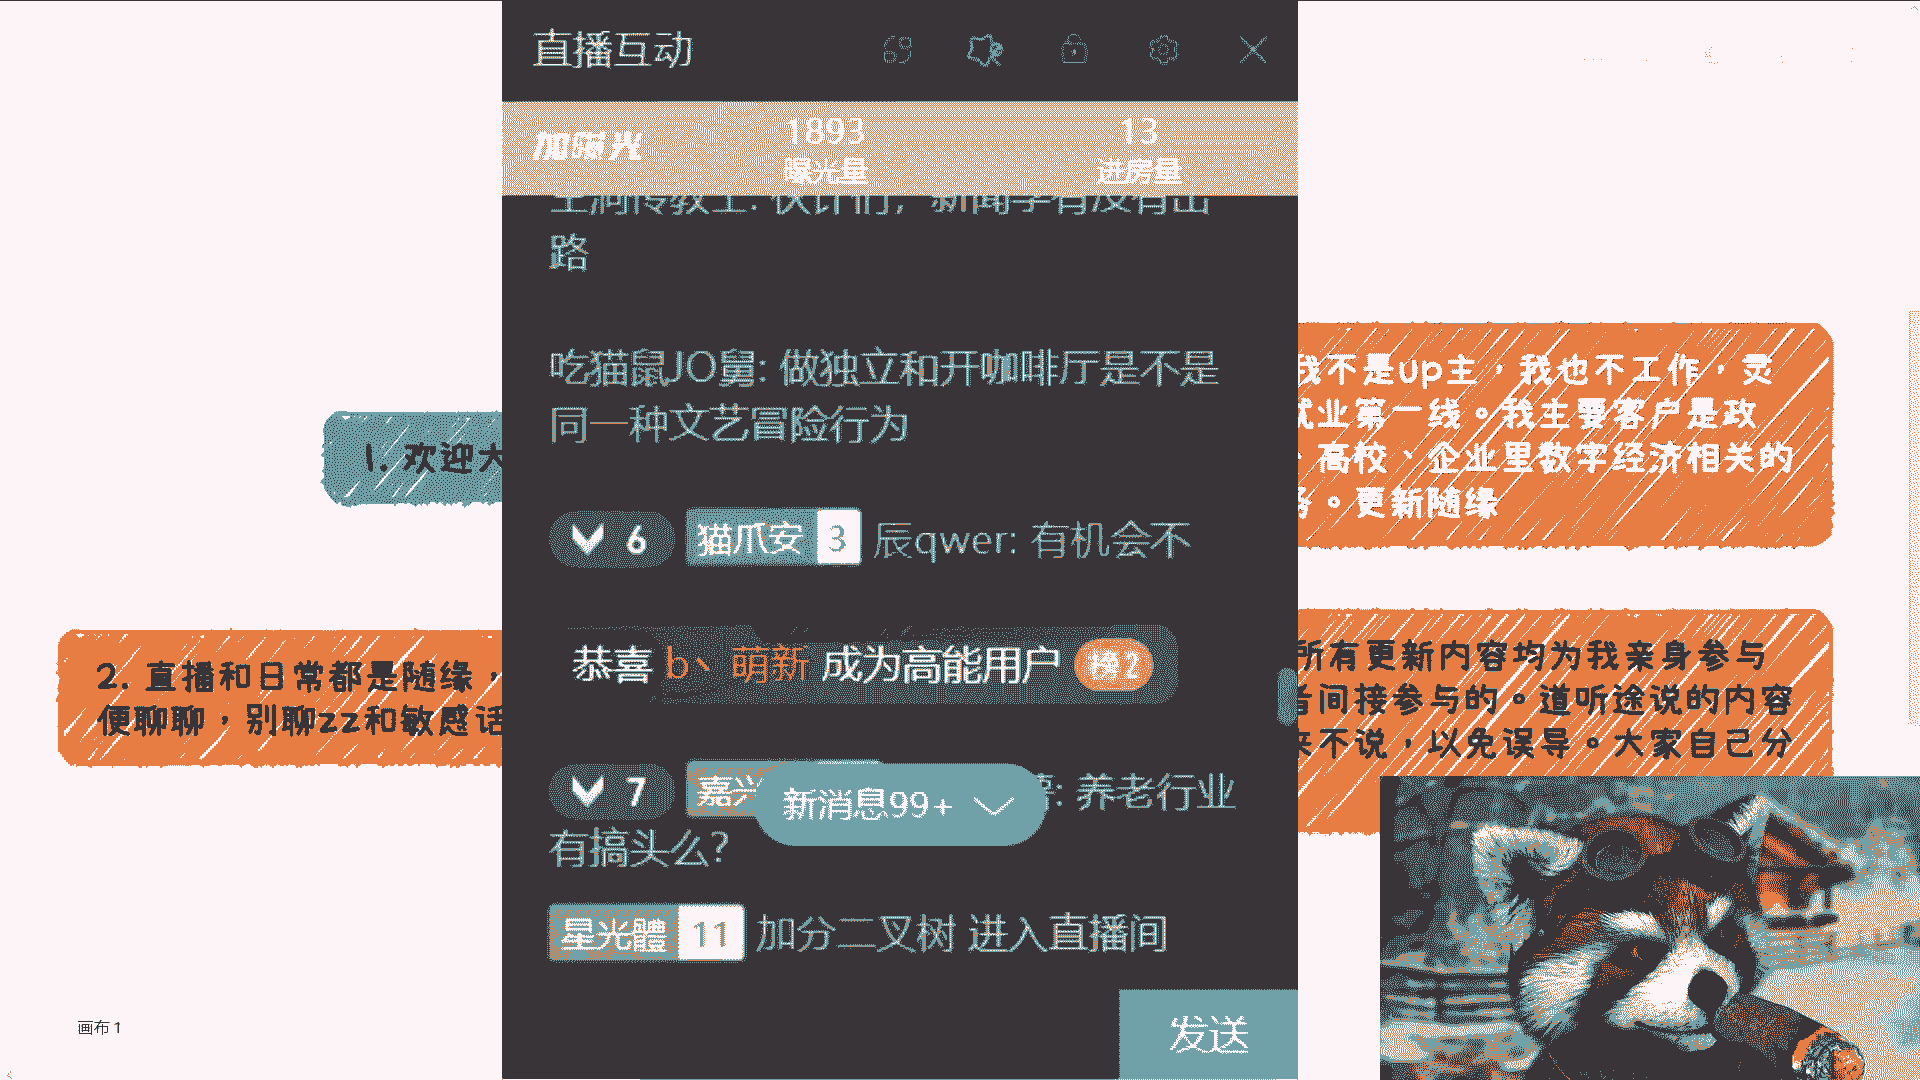 直播互动
加曝光
1893
13
曝光量
进房量
路
吃猫鼠JO舅: 做独立和开咖啡厅是不是
同一种文艺冒险行为
6 猫爪安 3 辰qwer: 有机会不
恭喜 b丶萌新 成为高能用户 榜2
7 嘉兴
: 养老行业
新消息99+
有搞头么?
星光體 11 加分二叉树 进入直播间
发送
1. 欢迎大
2. 直播和日常都是随缘，
便聊聊，别聊zz和敏感话
我不是up主，我也不工作，灵
就业第一线。我主要客户是政
、高校、企业里数字经济相关的
。更新随缘
所有更新内容均为我亲身参与
者间接参与的。道听途说的内容
来不说，以免误导。大家自己分
画布 1